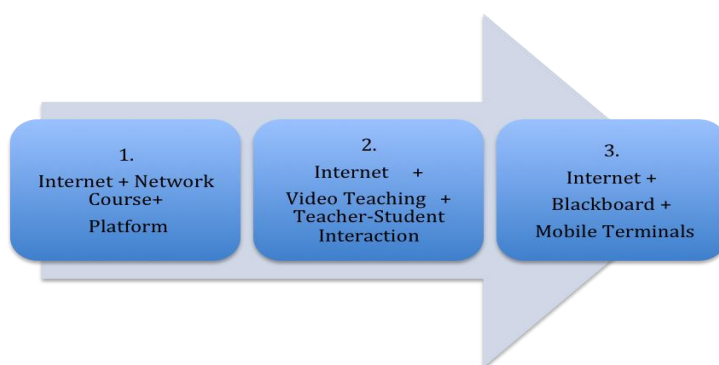 1.
Internet + Network
Course+
Platform
2.
Internet +
Video Teaching +
Teacher-Student
Interaction
3.
Internet +
Blackboard +
Mobile Terminals